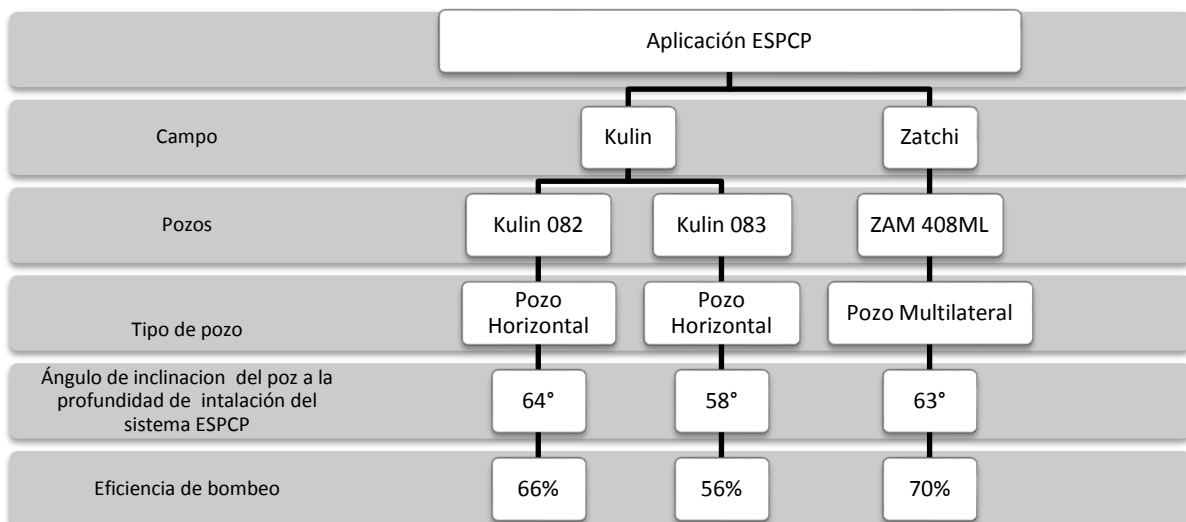 Aplicación ESPCP
Campo
Kulin
Zatchi
Pozos
Kulin 082
Kulin 083
ZAM 408ML
Tipo de pozo
Pozo
Horizontal
Pozo
Horizontal
Pozo Multilateral
Ángulo de inclinacion del poz a la
profundidad de intalación del
sistema ESPCP
64°
58°
63°
Eficiencia de bombeo
66%
56%
70%